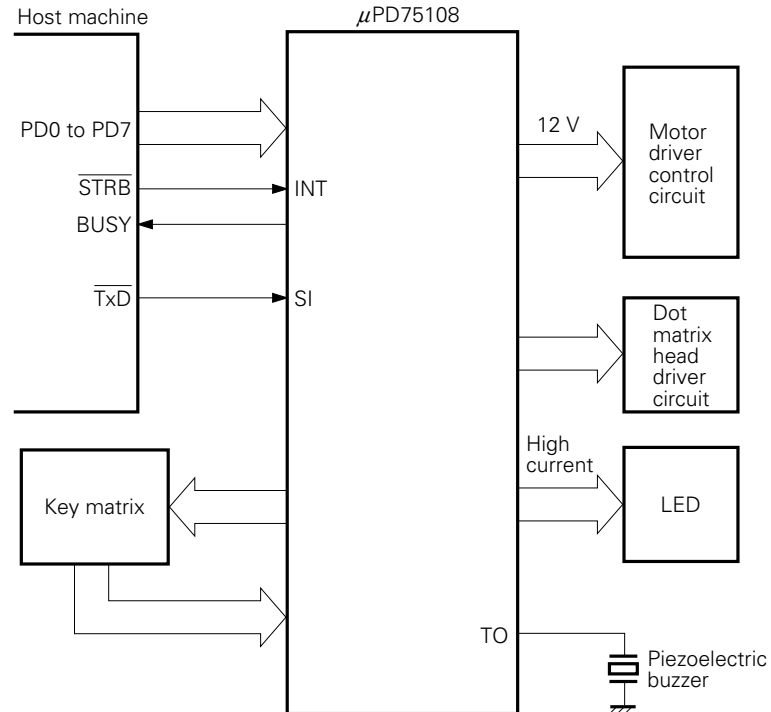 Host machine
μPD75108
PD0 to PD7
STRB
INT
BUSY
TxD
SI
12 V
Motor
driver
control
circuit
Dot
matrix
head
driver
circuit
High
current
LED
Key matrix
TO
Piezoelectric
buzzer